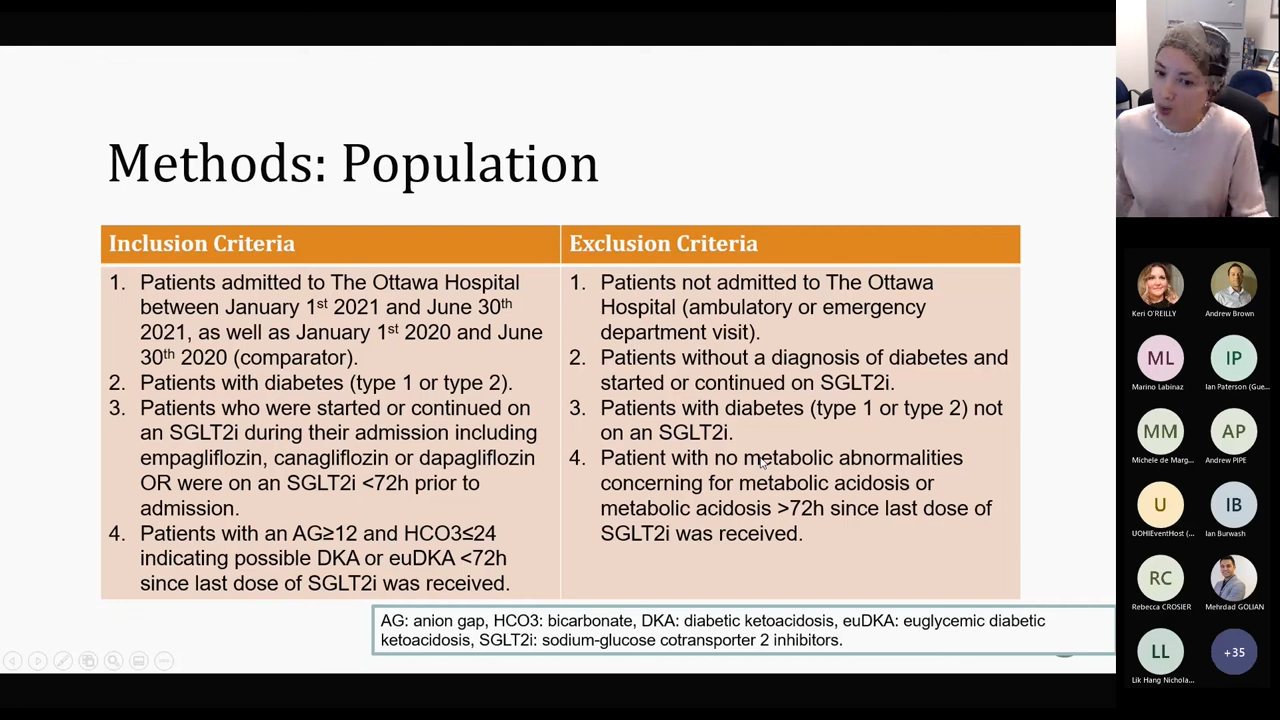 Methods: Population
Inclusion Criteria
1. Patients admitted to The Ottawa Hospital
between January 1st 2021 and June 30th
2021, as well as January 1st 2020 and June
30th 2020 (comparator).
2. Patients with diabetes (type 1 or type 2).
3. Patients who were started or continued on
an SGLT2i during their admission including
empagliflozin, canagliflozin or dapagliflozin
OR were on an SGLT2i <72h prior to
admission.
4. Patients with an AG≥12 and HCO3≤24
indicating possible DKA or euDKA <72h
since last dose of SGLT2i was received.
Exclusion Criteria
1. Patients not admitted to The Ottawa
Hospital (ambulatory or emergency
department visit).
2. Patients without a diagnosis of diabetes and
started or continued on SGLT2i.
3. Patients with diabetes (type 1 or type 2) not
on an SGLT2i.
4. Patient with no metabolic abnormalities
concerning for metabolic acidosis or
metabolic acidosis >72h since last dose of
SGLT2i was received.
AG: anion gap, HCO3: bicarbonate, DKA: diabetic ketoacidosis, euDKA: euglycemic diabetic
ketoacidosis, SGLT2i: sodium-glucose cotransporter 2 inhibitors.
Keri O'REILLY
Andrew Brown
ML
Marino Labinaz
IP
Ian Paterson (Gue...
MM
Michele de Marg...
AP
Andrew PIPE
U
UOHIEventHost (...
IB
Ian Burwash
RC
Rebecca CROSIER
Mehrdad GOLIAN
LL
Lik Hang Nichola...
+35